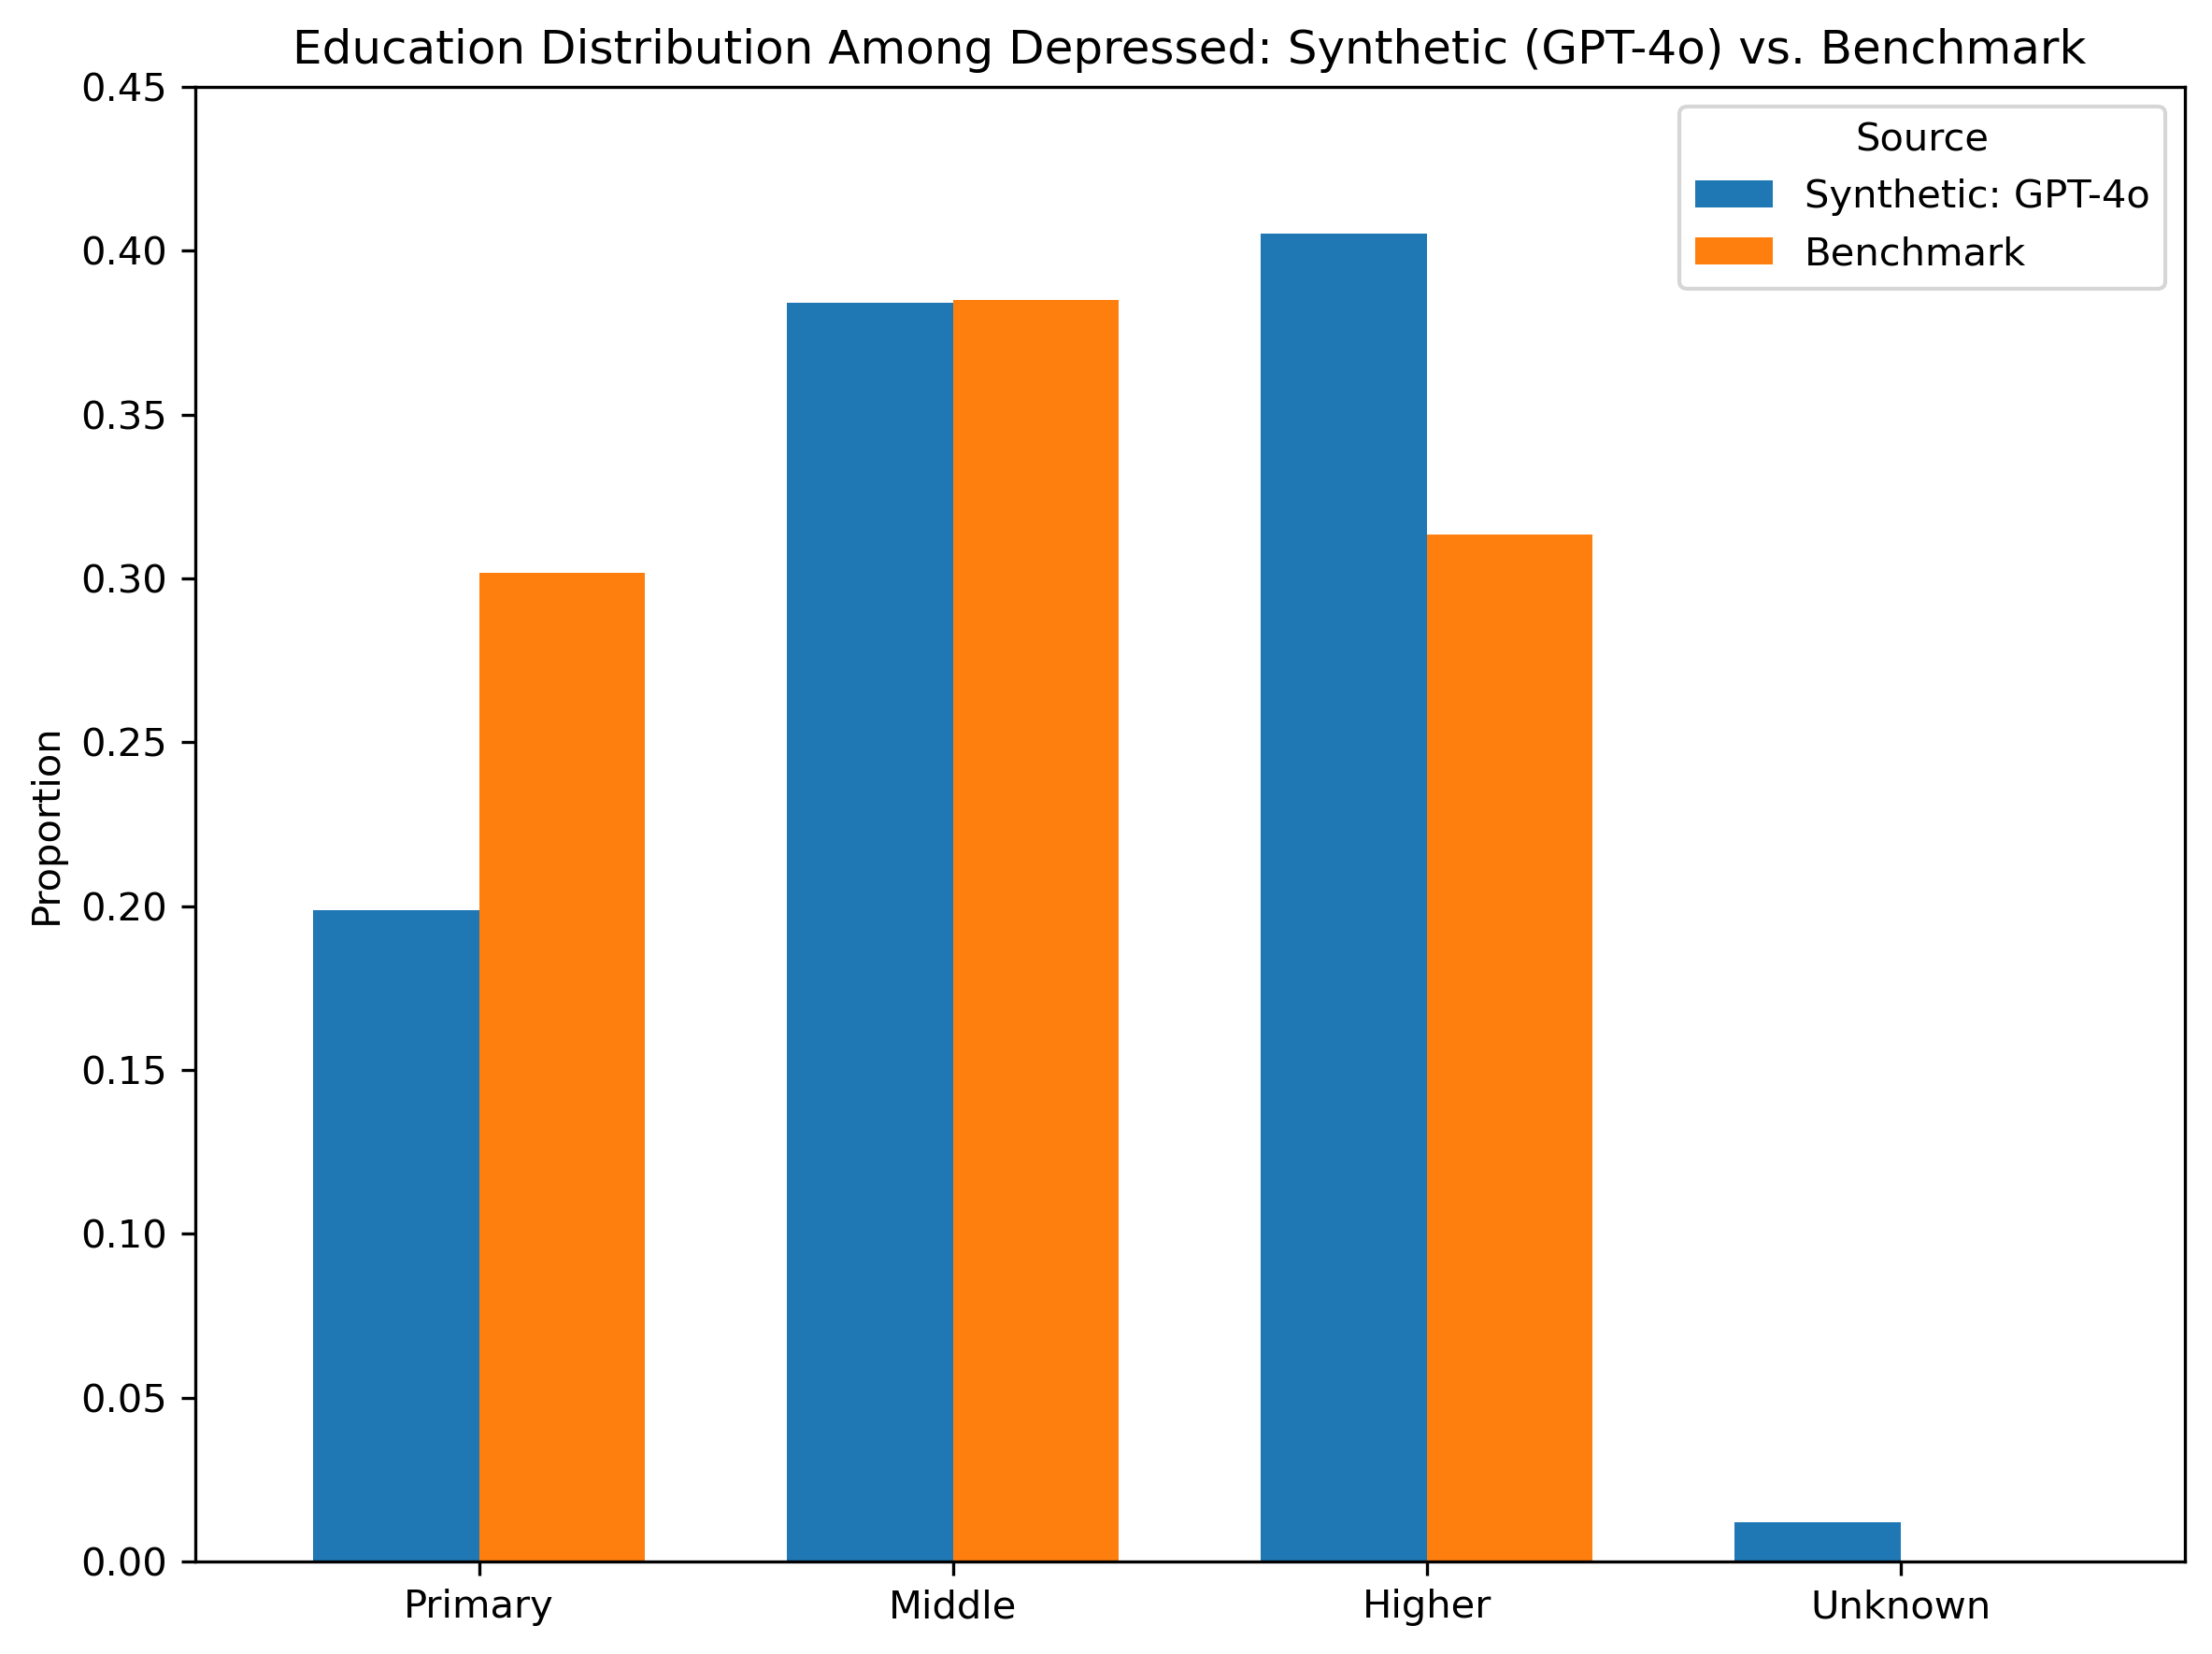 Education Distribution Among Depressed: Synthetic (GPT-4o) vs. Benchmark
Source
Synthetic: GPT-4o
Benchmark
Proportion
0.45
0.40
0.35
0.30
0.25
0.20
0.15
0.10
0.05
0.00
Primary
Middle
Higher
Unknown